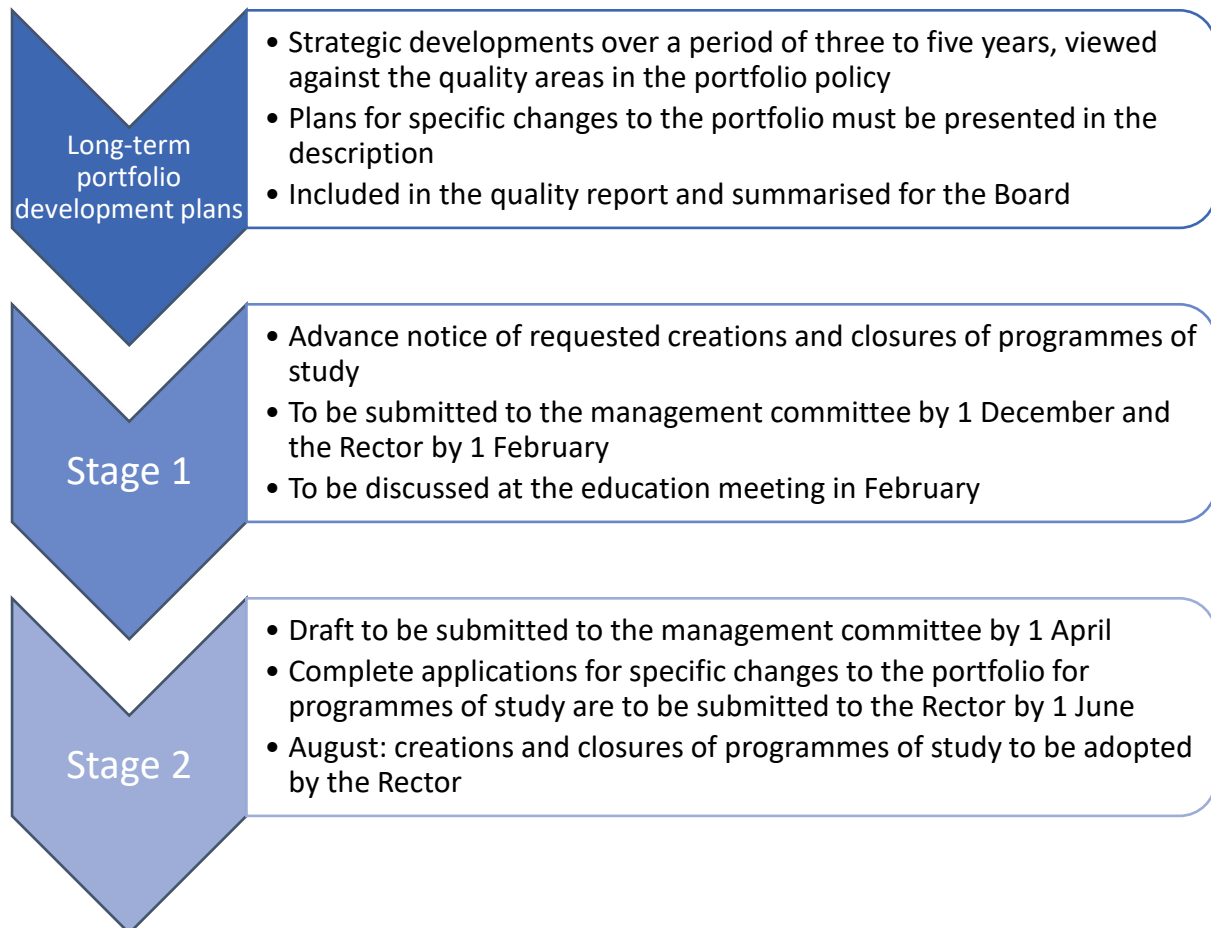 Long-term
portfolio
development plans
• Strategic developments over a period of three to five years, viewed
against the quality areas in the portfolio policy
• Plans for specific changes to the portfolio must be presented in the
description
• Included in the quality report and summarised for the Board
Stage 1
• Advance notice of requested creations and closures of programmes of
study
• To be submitted to the management committee by 1 December and
the Rector by 1 February
• To be discussed at the education meeting in February
Stage 2
• Draft to be submitted to the management committee by 1 April
• Complete applications for specific changes to the portfolio for
programmes of study are to be submitted to the Rector by 1 June
• August: creations and closures of programmes of study to be adopted
by the Rector